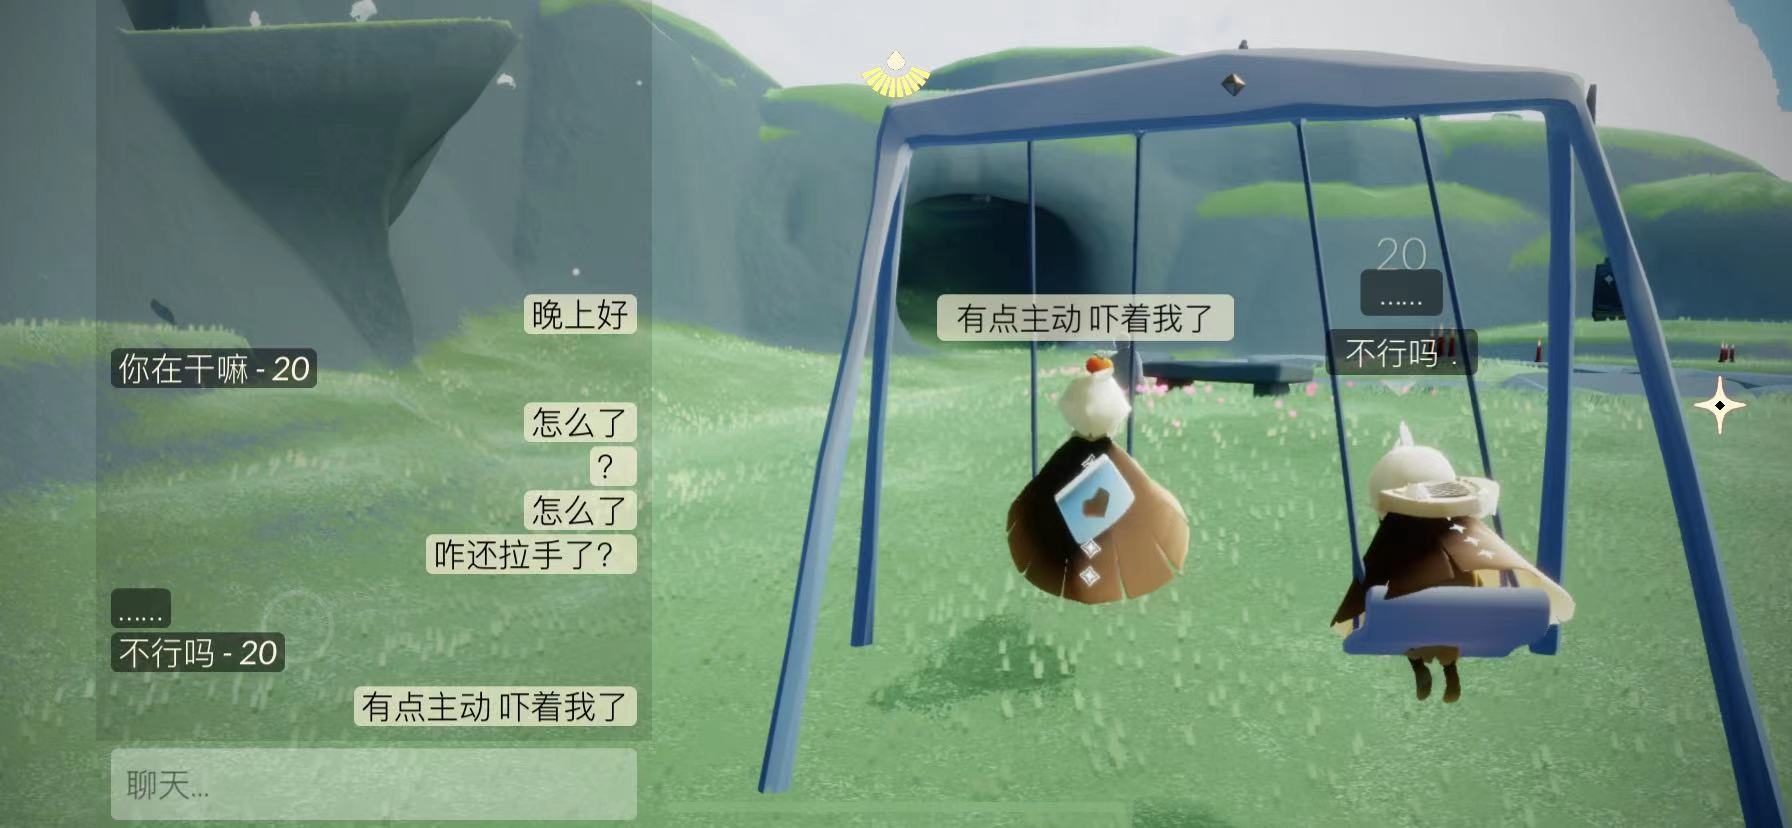 晚上好
你在干嘛 - 20
怎么了
？
怎么了
咋还拉手了？
……
不行吗 - 20
有点主动 吓着我了
聊天...
有点主动 吓着我了
20
……
不行吗